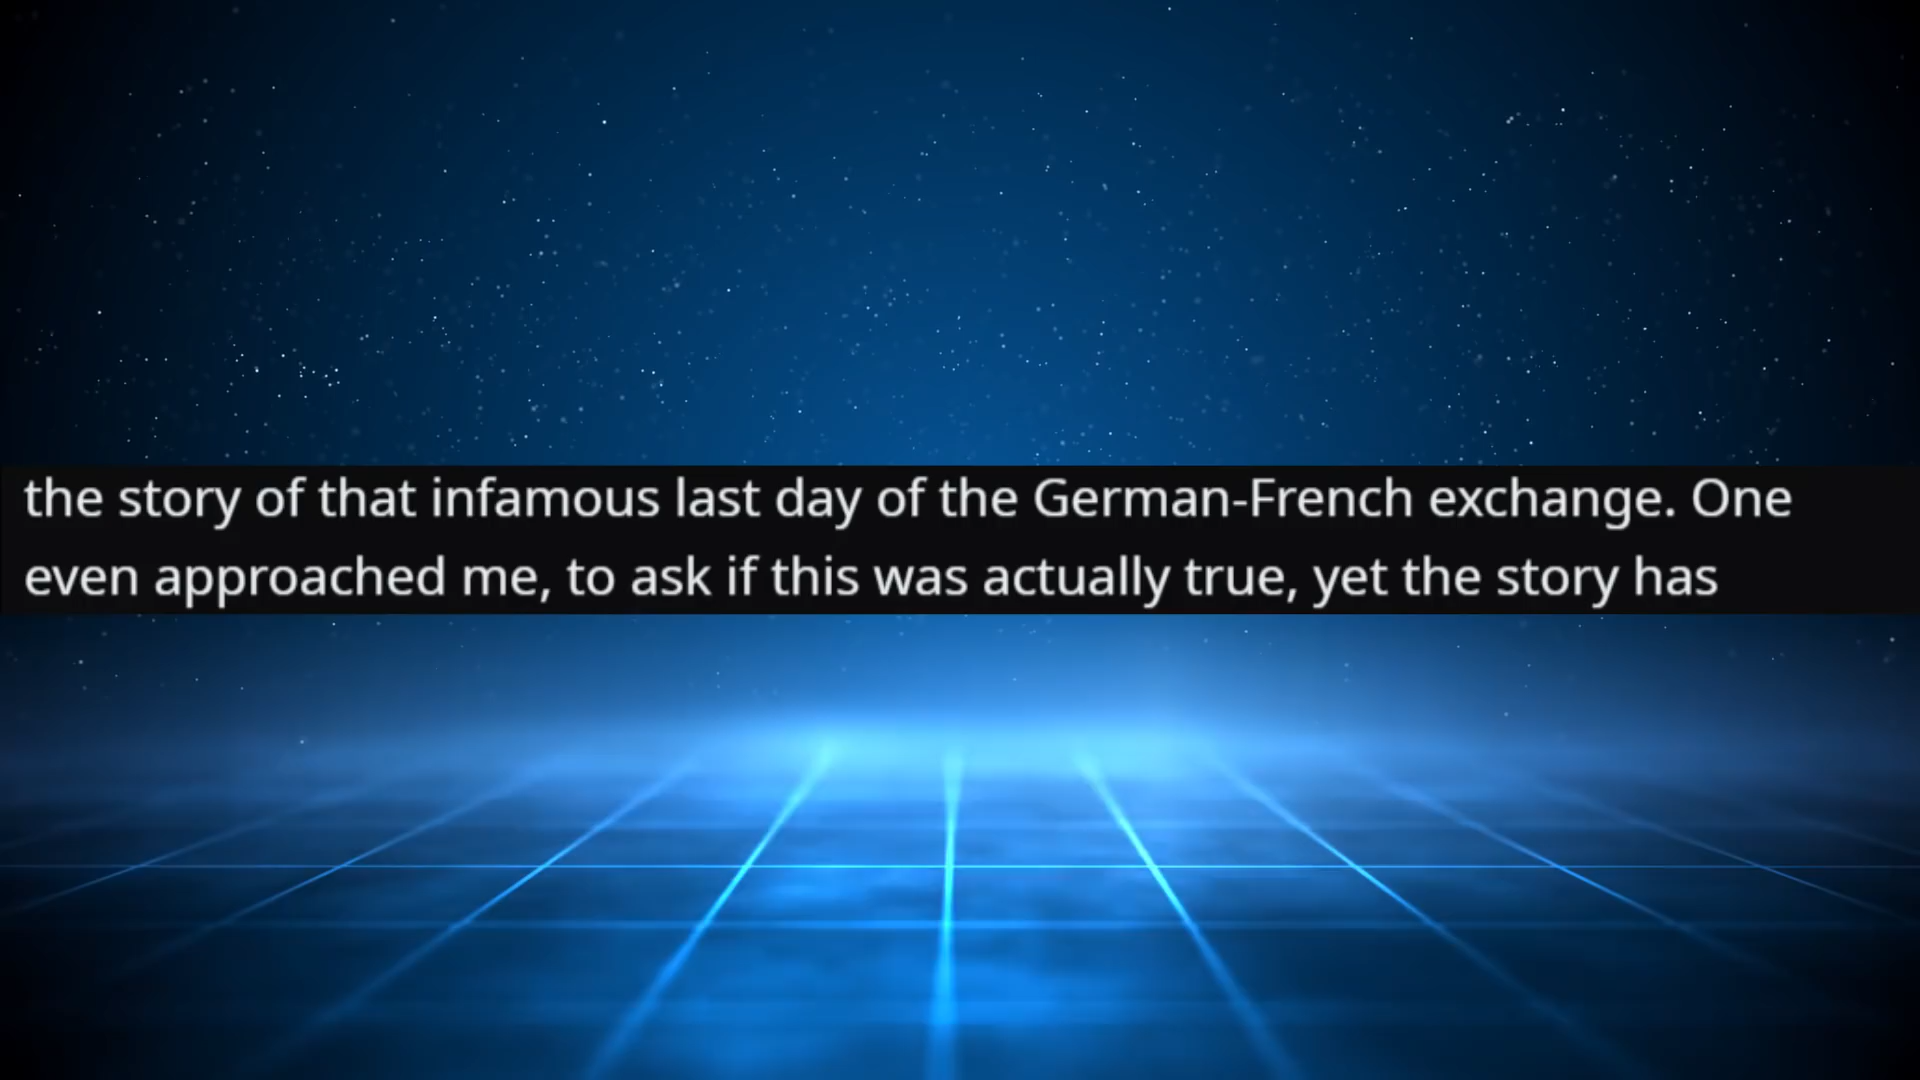 the story of that infamous last day of the German-French exchange. One
even approached me, to ask if this was actually true, yet the story has